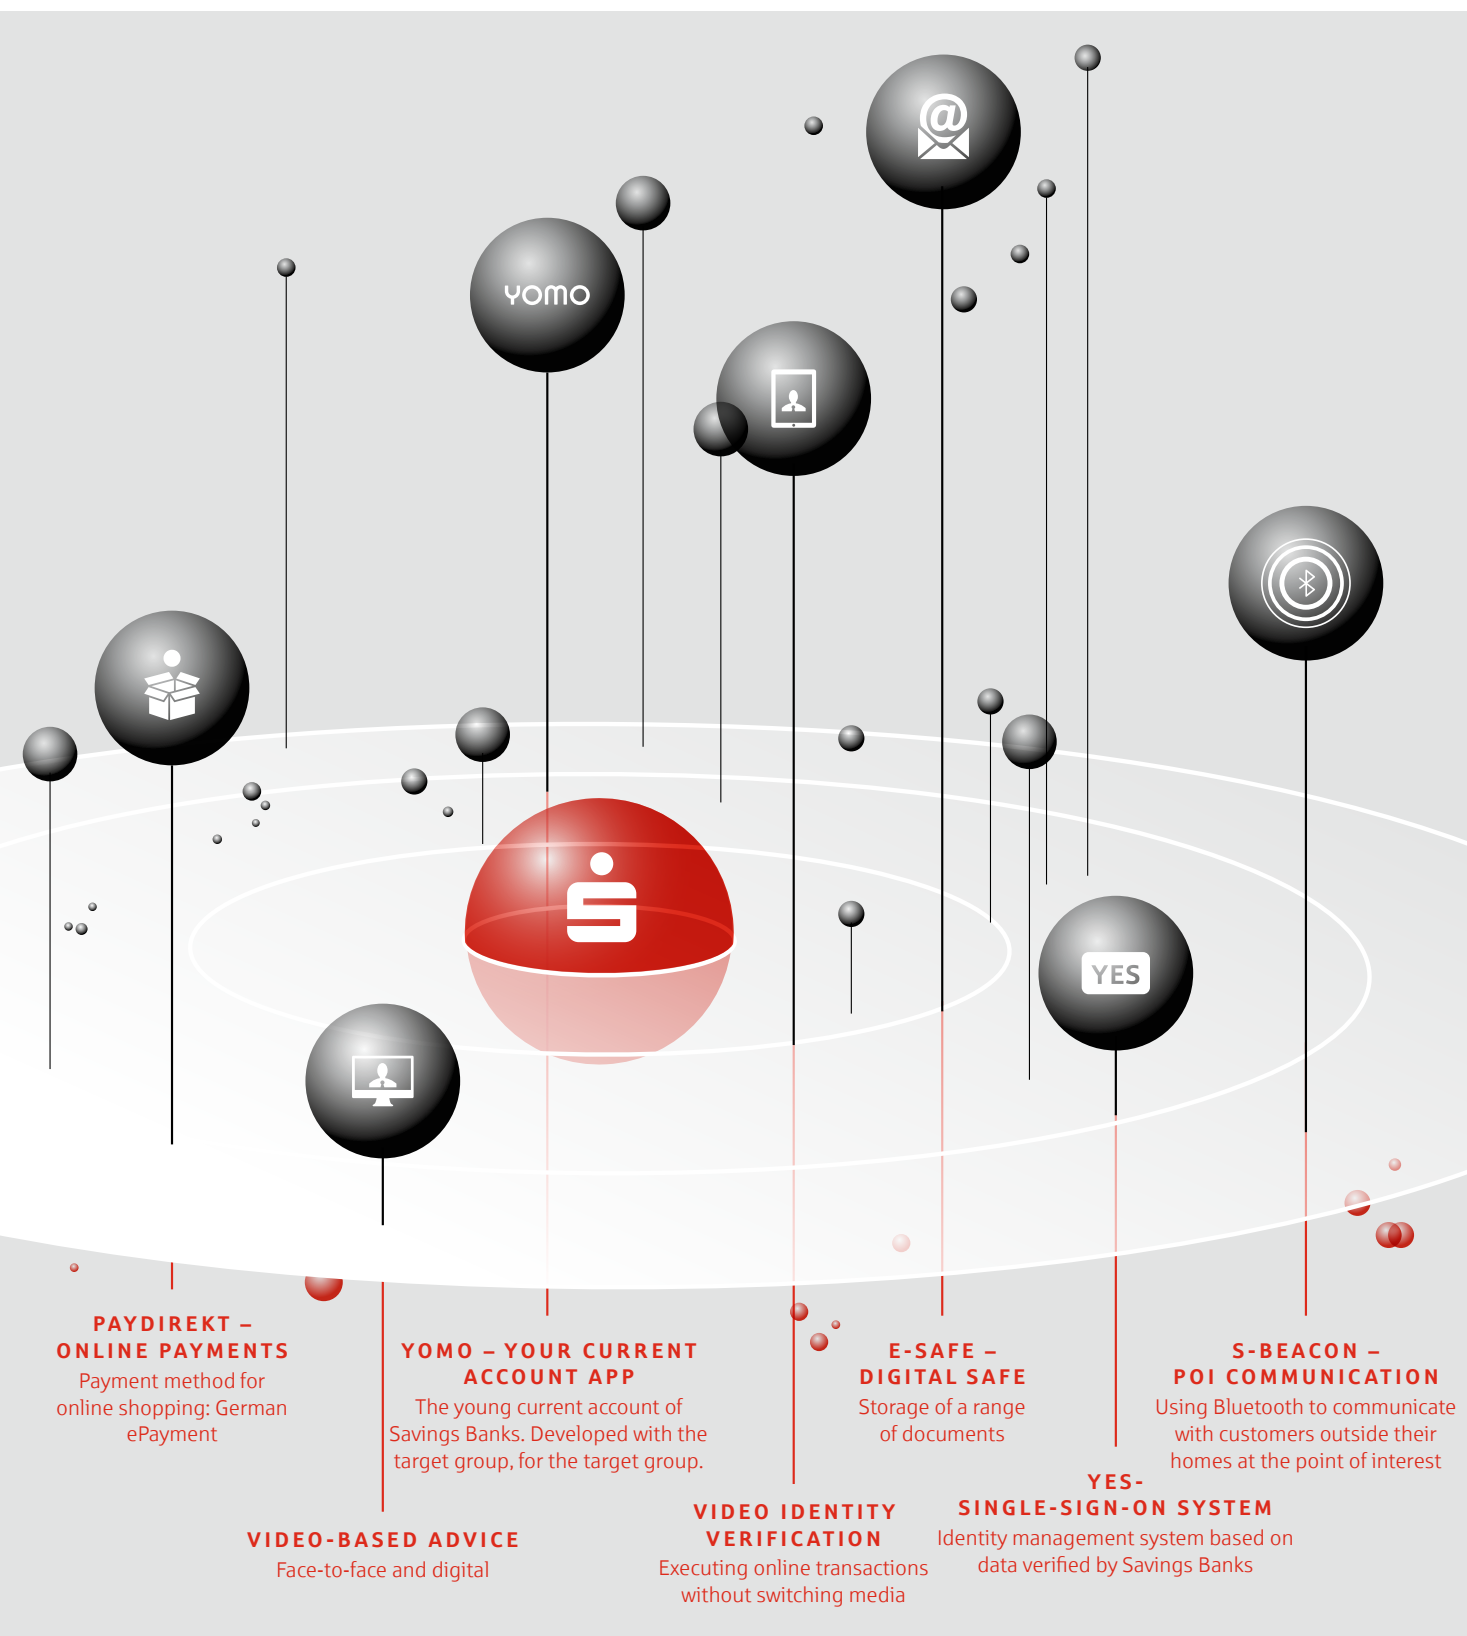 YOMO
YES
PAYDIREKT –
ONLINE PAYMENTS
Payment method for
online shopping: German
ePayment
VIDEO-BASED ADVICE
Face-to-face and digital
YOMO – YOUR CURRENT
ACCOUNT APP
The young current account of
Savings Banks. Developed with the
target group, for the target group.
VIDEO IDENTITY
VERIFICATION
Executing online transactions
without switching media
E-SAFE –
DIGITAL SAFE
Storage of a range
of documents
YES-
SINGLE-SIGN-ON SYSTEM
Identity management system based on
data verified by Savings Banks
S-BEACON –
POI COMMUNICATION
Using Bluetooth to communicate
with customers outside their
homes at the point of interest